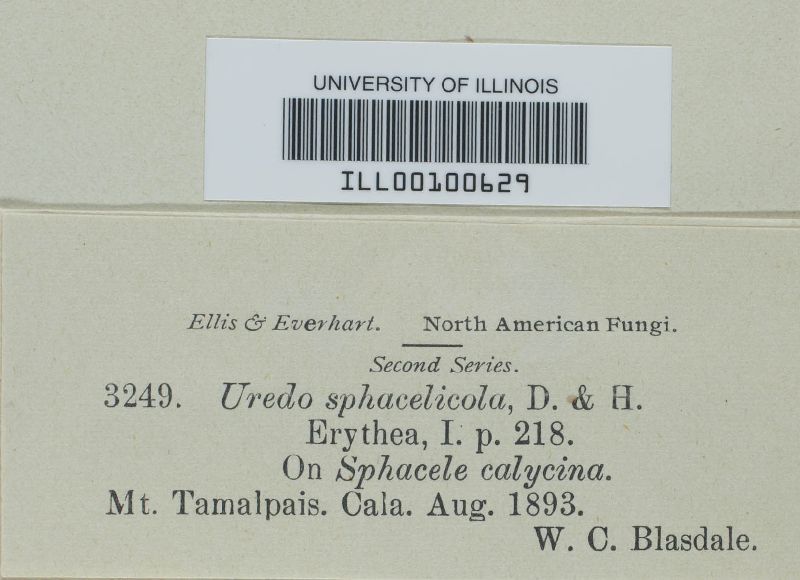 UNIVERSITY OF ILLINOIS
ILL00100629
Ellis & Everhart. North American Fungi.
Second Series.
3249. Uredo sphacelicola, D. & H.
Erythea, I. p. 218.
On Sphacele calycina.
Mt. Tamalpais. Cala. Aug. 1893.
W. C. Blasdale.